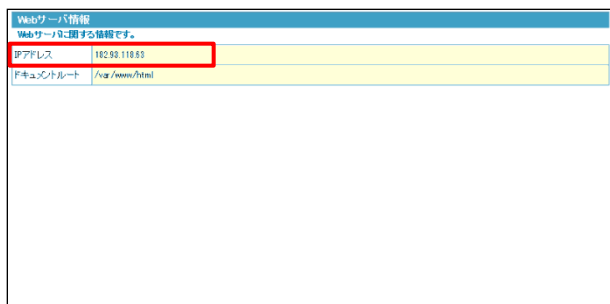 Webサーバ情報
Webサーバに関する情報です。
IPアドレス 182.93.118.63
ドキュメントルート /var/www/html